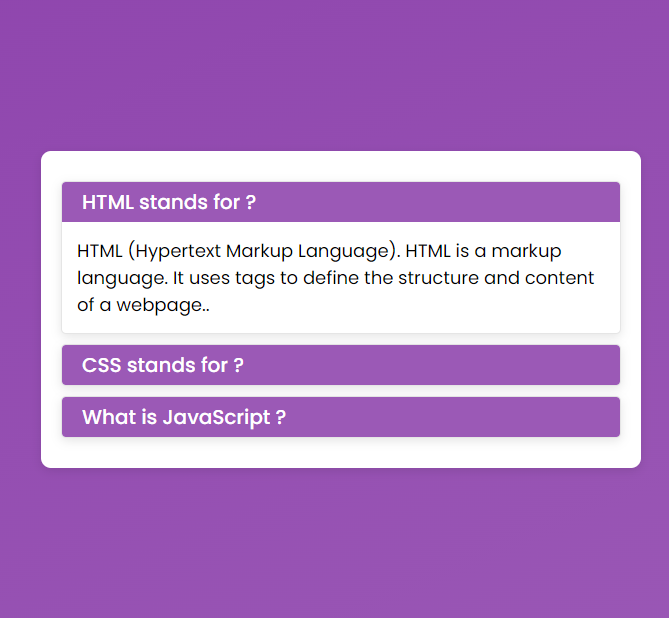 HTML stands for ?
HTML (Hypertext Markup Language). HTML is a markup
language. It uses tags to define the structure and content
of a webpage..
CSS stands for ?
What is JavaScript ?